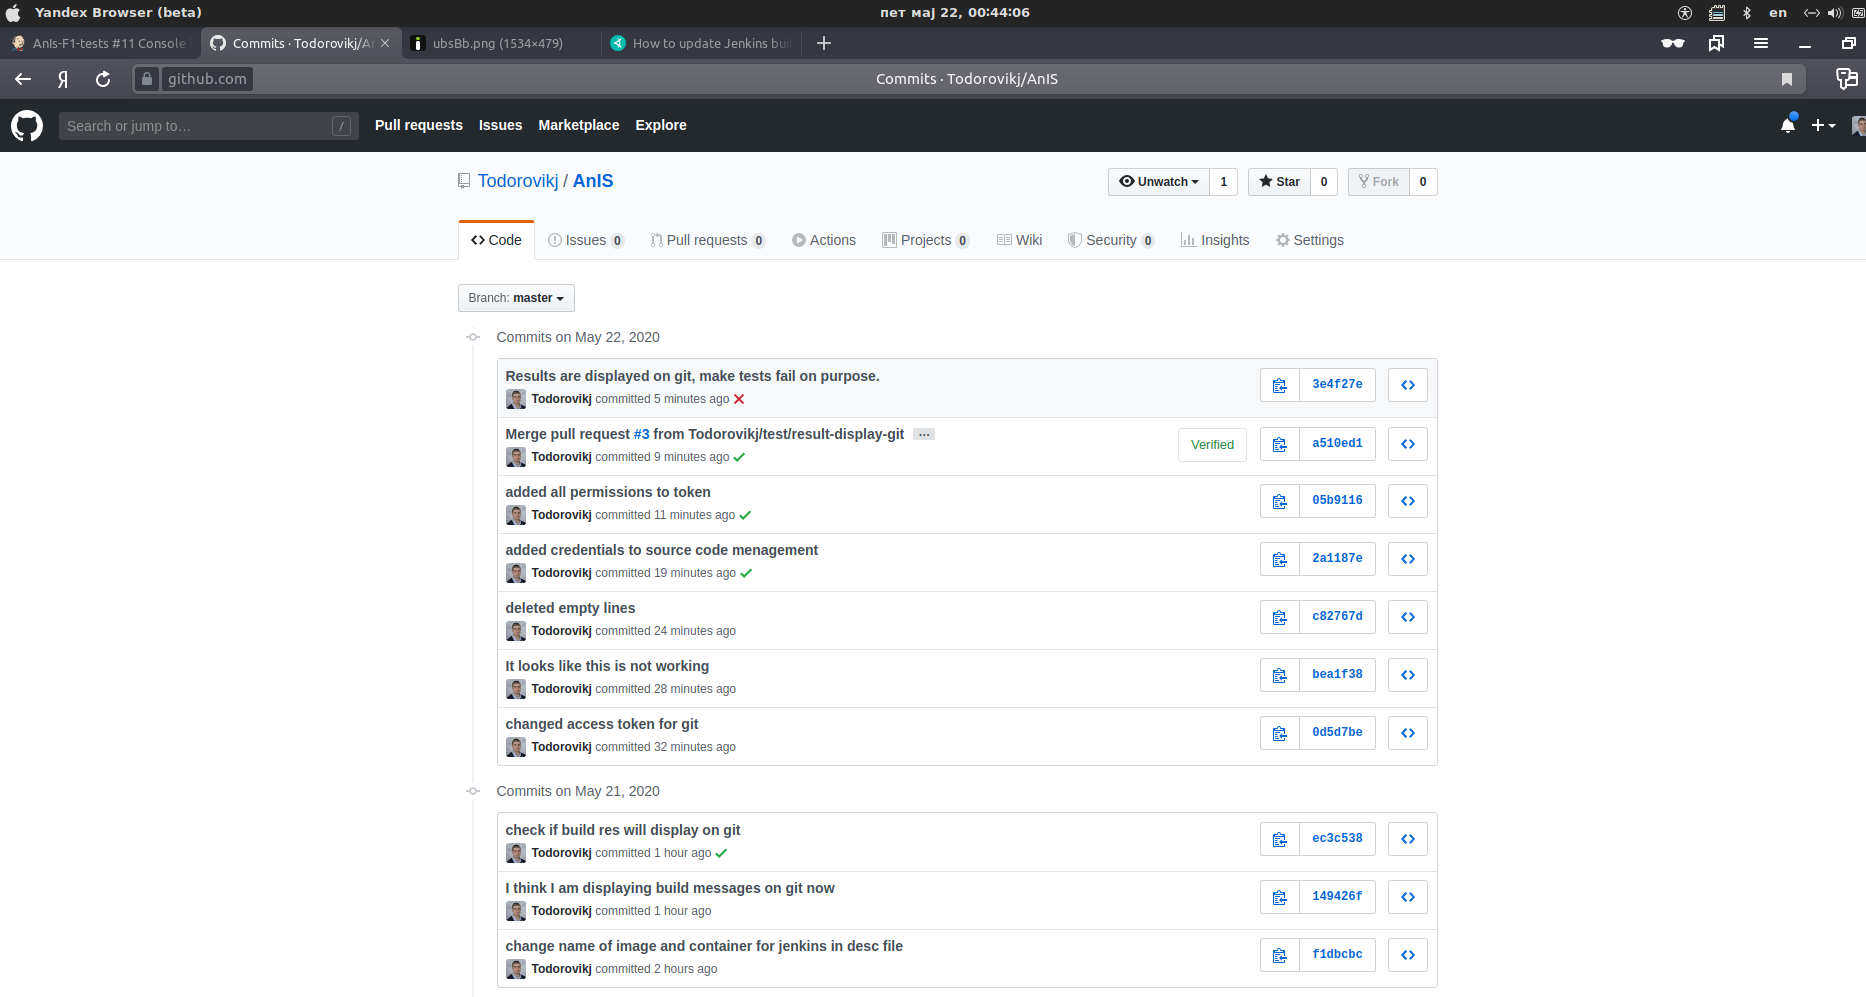 Yandex Browser (beta) пет мај 22, 00:44:06 en
AnIs-F1-tests #11 Console Commits · Todorovikj/An ubsBb.png (1534×479) How to update Jenkins bui
github.com Commits · Todorovikj/AnIS
Search or jump to… / Pull requests Issues Marketplace Explore
Todorovikj / AnIS Unwatch 1 Star 0 Fork 0
Code Issues 0 Pull requests 0 Actions Projects 0 Wiki Security 0 Insights Settings
Branch: master
Commits on May 22, 2020
Results are displayed on git, make tests fail on purpose.
Todorovikj committed 5 minutes ago
3e4f27e
Merge pull request #3 from Todorovikj/test/result-display-git …
Todorovikj committed 9 minutes ago
Verified a510ed1
added all permissions to token
Todorovikj committed 11 minutes ago
05b9116
added credentials to source code menagement
Todorovikj committed 19 minutes ago
2a1187e
deleted empty lines
Todorovikj committed 24 minutes ago
c82767d
It looks like this is not working
Todorovikj committed 28 minutes ago
bea1f38
changed access token for git
Todorovikj committed 32 minutes ago
0d5d7be
Commits on May 21, 2020
check if build res will display on git
Todorovikj committed 1 hour ago
ec3c538
I think I am displaying build messages on git now
Todorovikj committed 1 hour ago
149426f
change name of image and container for jenkins in desc file
Todorovikj committed 2 hours ago
f1dbcbc